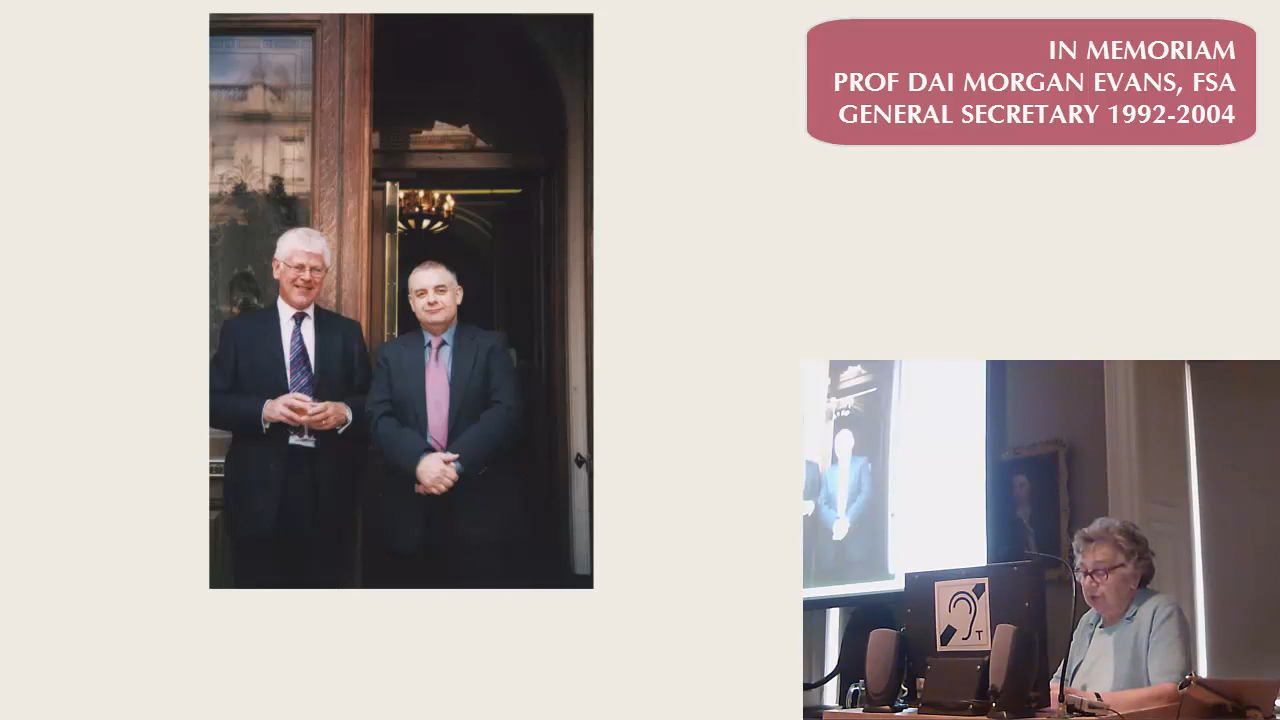 IN MEMORIAM
PROF DAI MORGAN EVANS, FSA
GENERAL SECRETARY 1992-2004
T